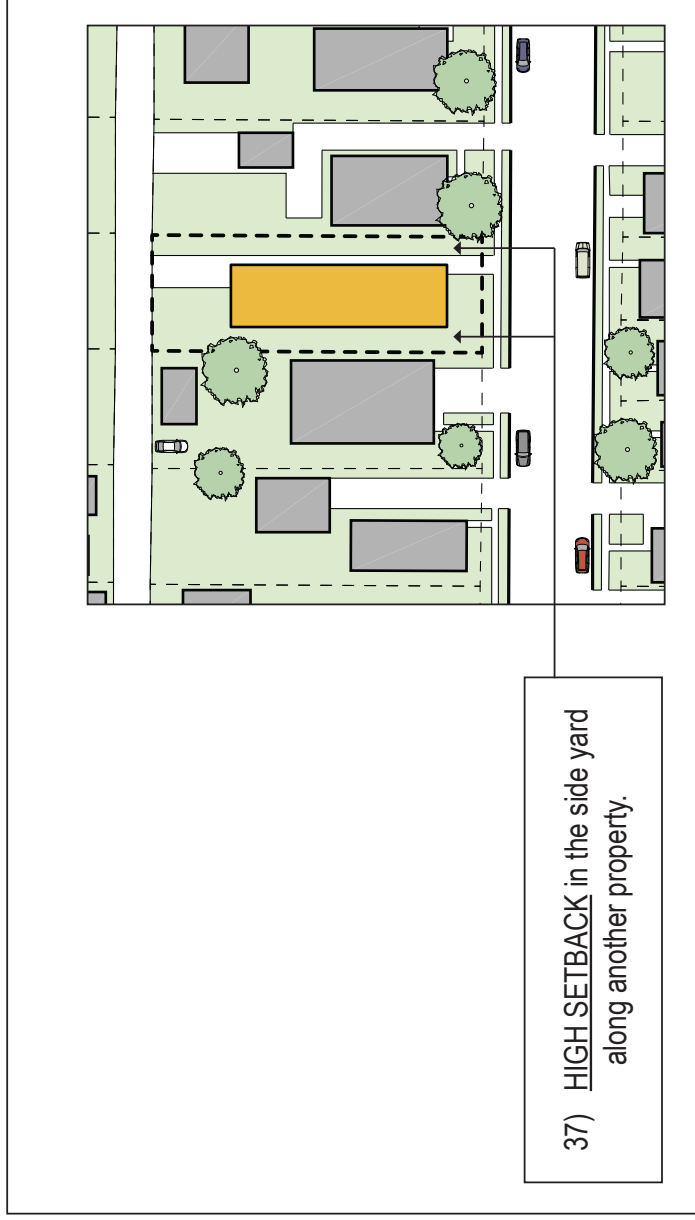 37) HIGH SETBACK in the side yard
along another property.